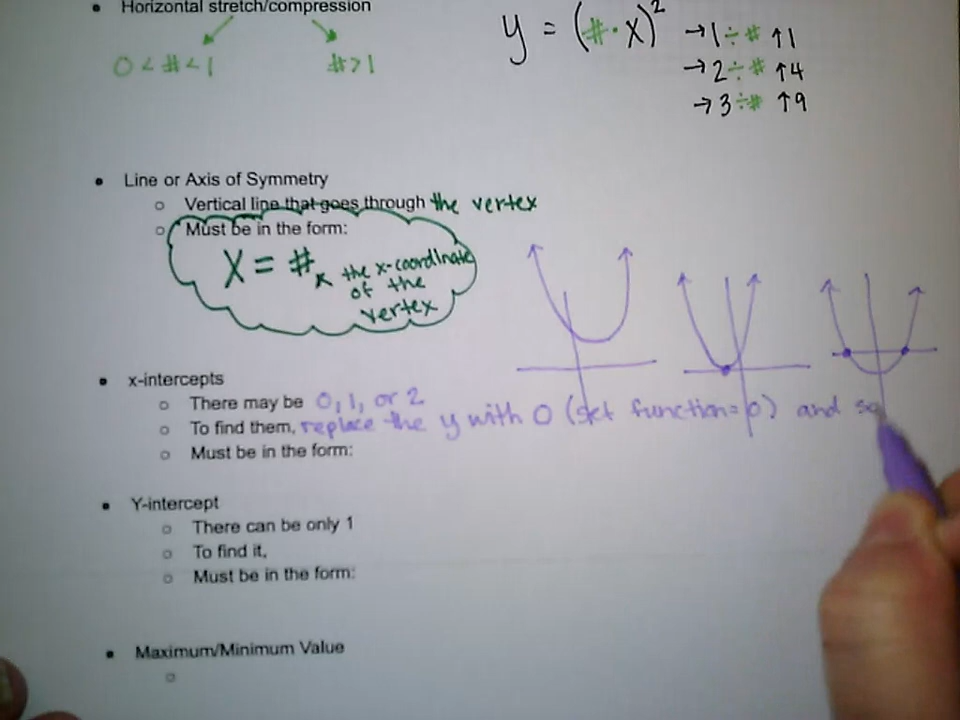 • Horizontal stretch/compression
0 < # < 1 # > 1
y = (# · x)²
→ 1 ÷ # ↑1
→ 2 ÷ # ↑4
→ 3 ÷ # ↑9
• Line or Axis of Symmetry
o Vertical line that goes through the vertex
o Must be in the form:
X = # the x-coordinate
of the
vertex
• x-intercepts
o There may be 0, 1, or 2
o To find them, replace the y with 0 (set function = 0) and so
o Must be in the form:
• Y-intercept
o There can be only 1
o To find it,
o Must be in the form:
• Maximum/Minimum Value
o